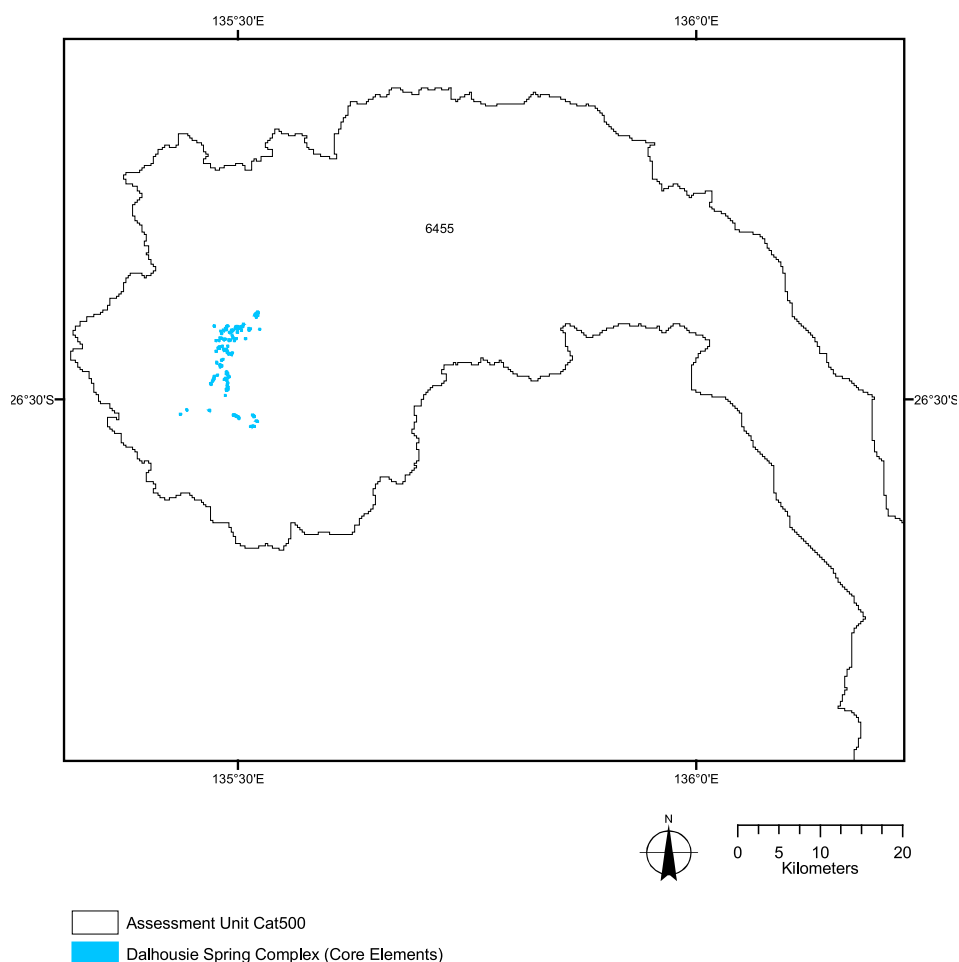 135°30'E 136°0'E
6455
26°30'S 26°30'S
135°30'E 136°0'E
N
0 5 10 20
Kilometers
Assessment Unit Cat500
Dalhousie Spring Complex (Core Elements)